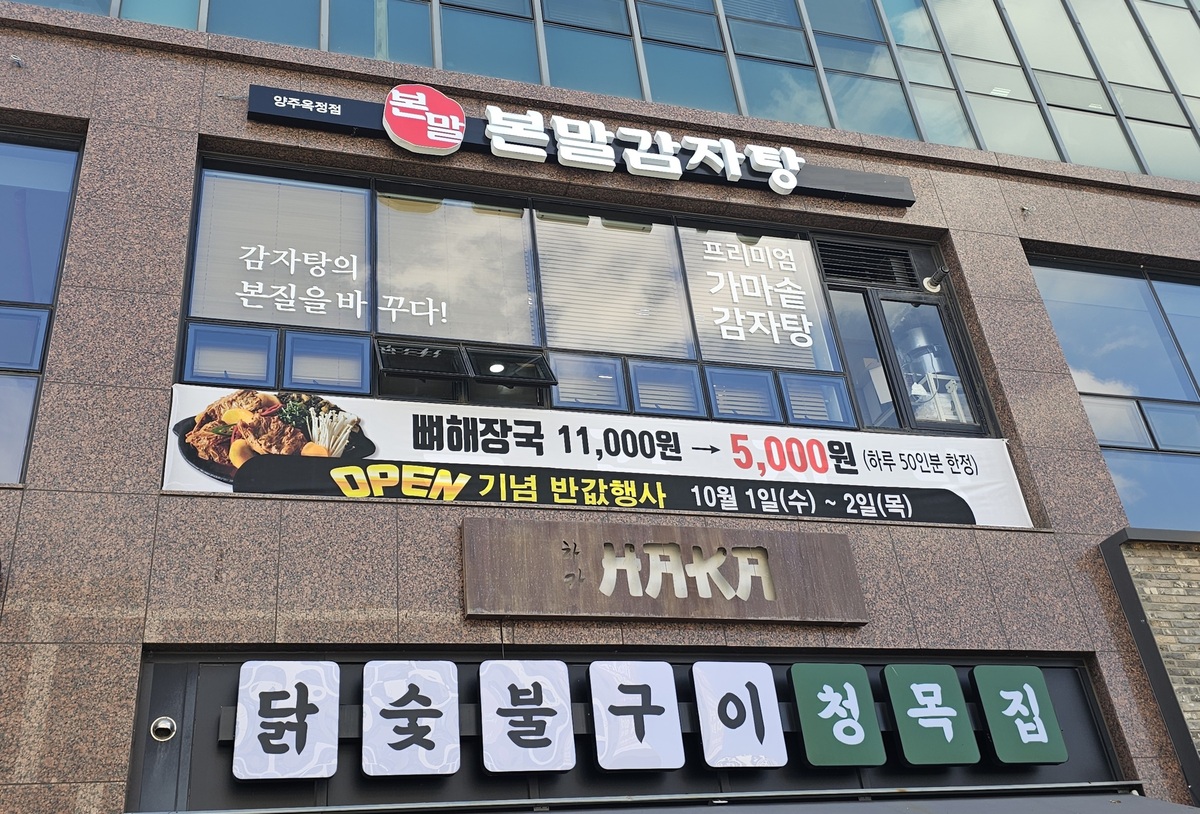 양주옥정점
본말
본말감자탕
감자탕의
본질을 바꾸다!
프리미엄
가마솥
감자탕
뼈해장국 11,000원 → 5,000원 (하루 50인분 한정)
OPEN 기념 반값행사 10월 1일(수) ~ 2일(목)
하카 HAKA
닭숯불구이청목집